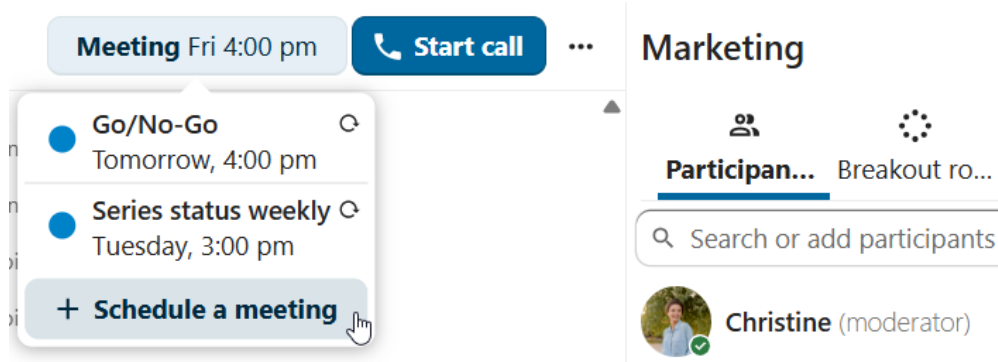 Meeting Fri 4:00 pm
Start call
Go/No-Go
Tomorrow, 4:00 pm
Series status weekly
Tuesday, 3:00 pm
+ Schedule a meeting
Marketing
Participan...
Breakout ro...
Search or add participants
Christine (moderator)